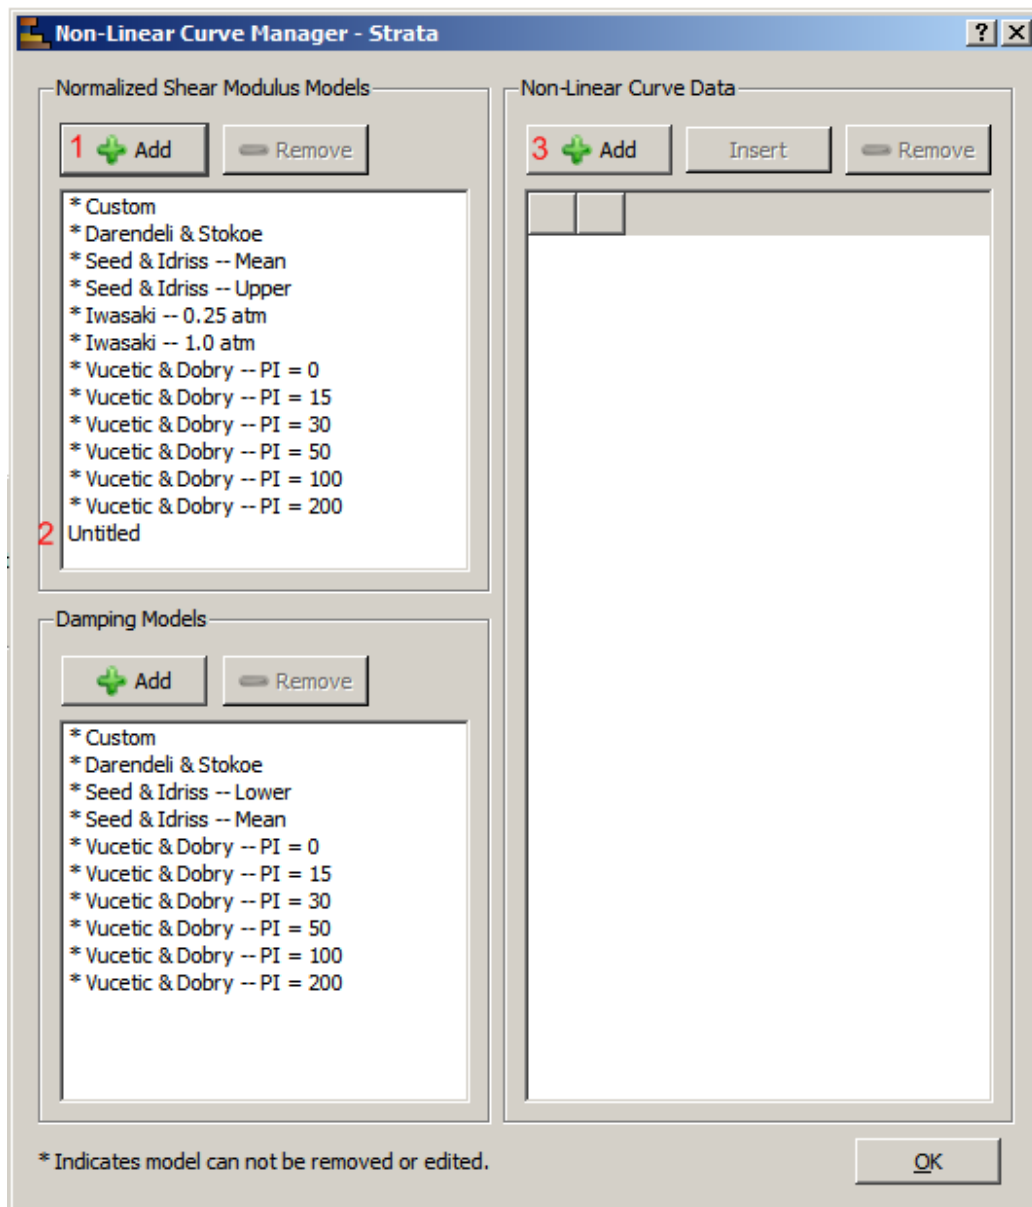 Non-Linear Curve Manager - Strata
Normalized Shear Modulus Models
1 Add Remove
* Custom
* Darendeli & Stokoe
* Seed & Idriss -- Mean
* Seed & Idriss -- Upper
* Iwasaki -- 0.25 atm
* Iwasaki -- 1.0 atm
* Vucetic & Dobry -- PI = 0
* Vucetic & Dobry -- PI = 15
* Vucetic & Dobry -- PI = 30
* Vucetic & Dobry -- PI = 50
* Vucetic & Dobry -- PI = 100
* Vucetic & Dobry -- PI = 200
2 Untitled
Damping Models
Add Remove
* Custom
* Darendeli & Stokoe
* Seed & Idriss -- Lower
* Seed & Idriss -- Mean
* Vucetic & Dobry -- PI = 0
* Vucetic & Dobry -- PI = 15
* Vucetic & Dobry -- PI = 30
* Vucetic & Dobry -- PI = 50
* Vucetic & Dobry -- PI = 100
* Vucetic & Dobry -- PI = 200
Non-Linear Curve Data
3 Add Insert Remove
* Indicates model can not be removed or edited.
OK